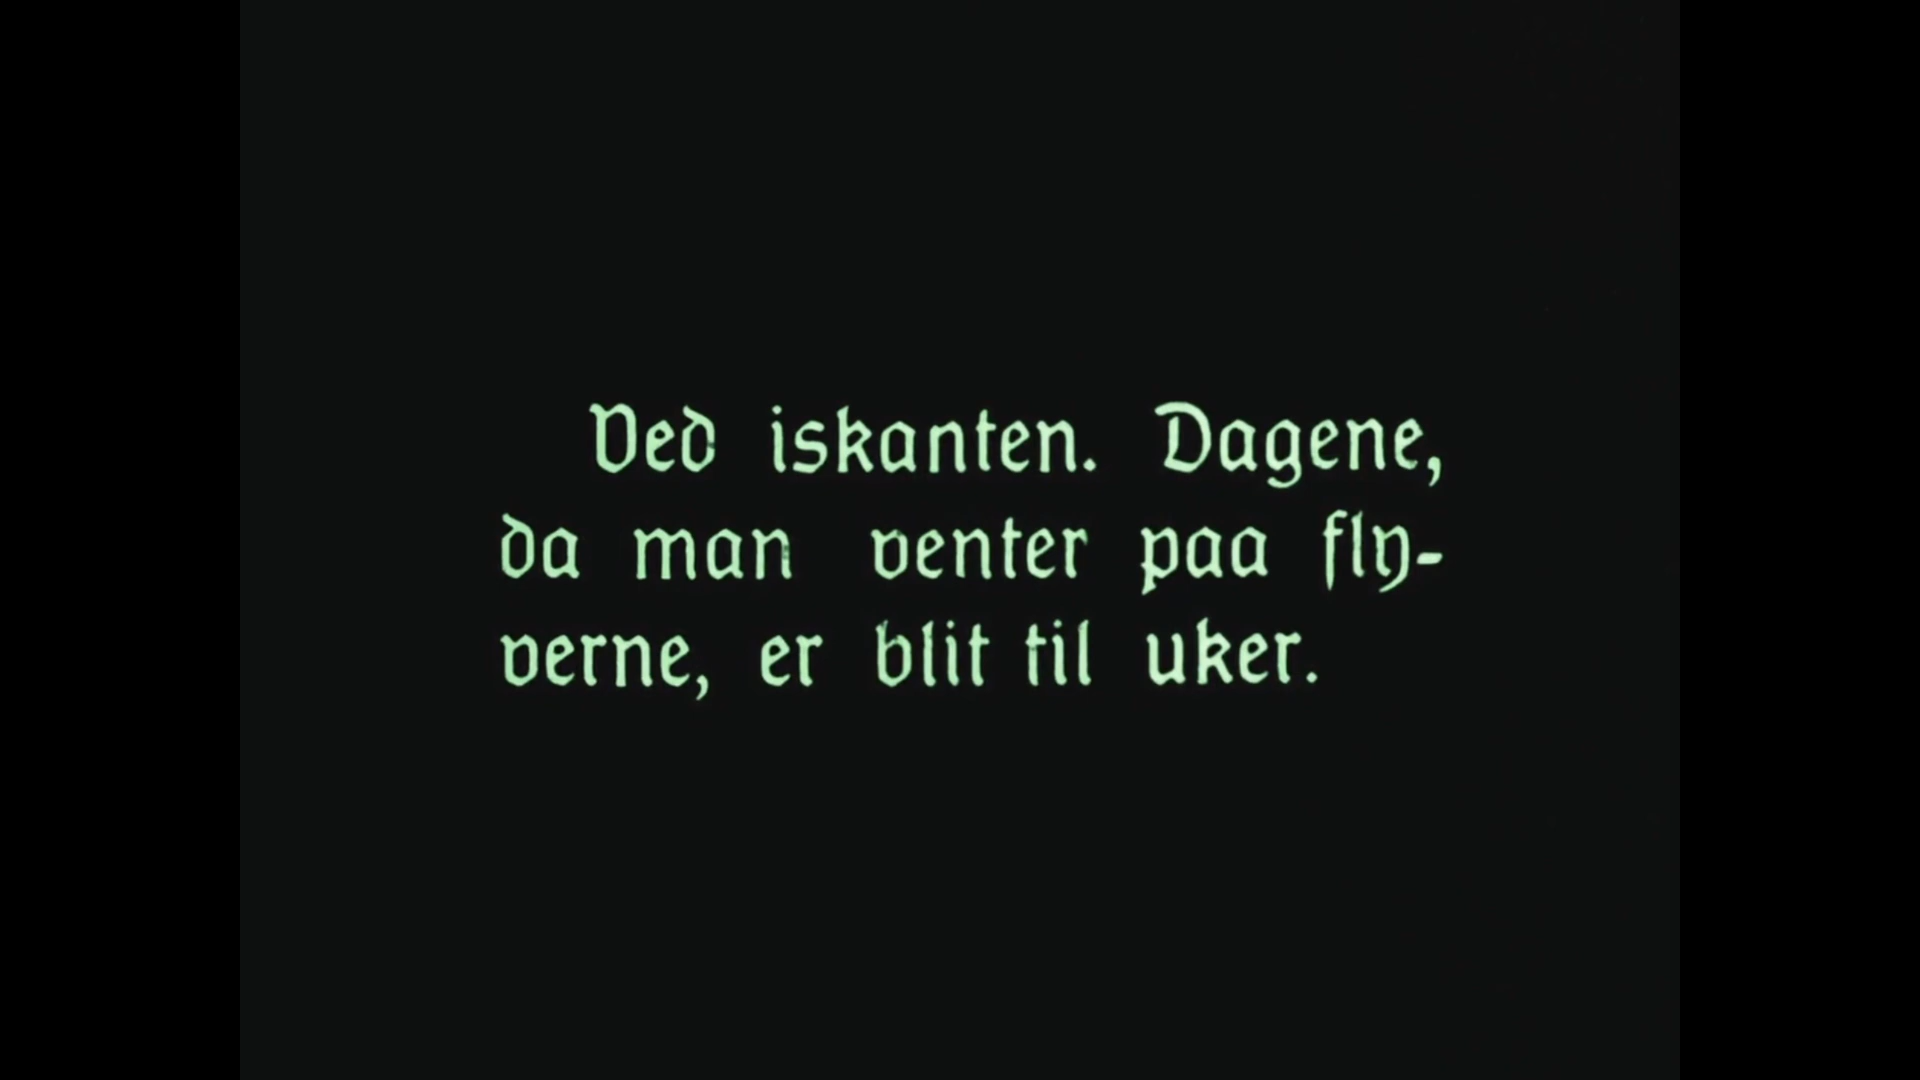 Ved iskanten. Dagene,
da man venter paa fly-
verne, er blit til uker.